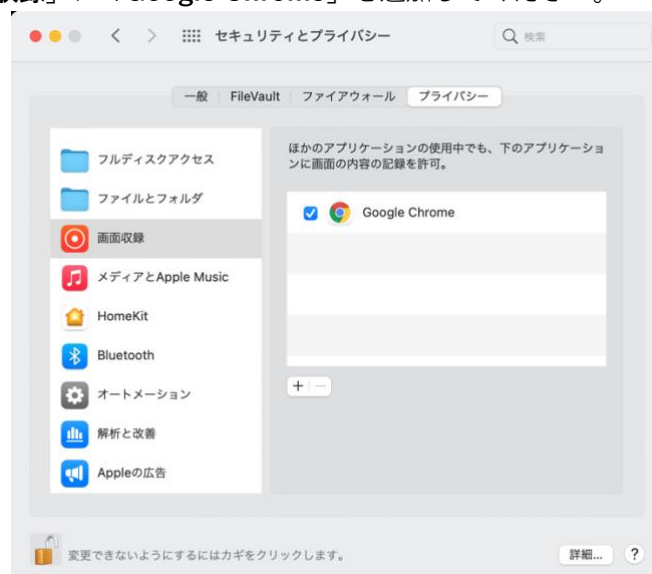 Google Chrome
セキュリティとプライバシー
検索
一般 FileVault ファイアウォール プライバシー
フルディスクアクセス
ファイルとフォルダ
画面収録
メディアとApple Music
HomeKit
Bluetooth
オートメーション
解析と改善
Appleの広告
ほかのアプリケーションの使用中でも、下のアプリケーショ
ンに画面の内容の記録を許可。
Google Chrome
+ −
変更できないようにするにはカギをクリックします。
詳細... ?